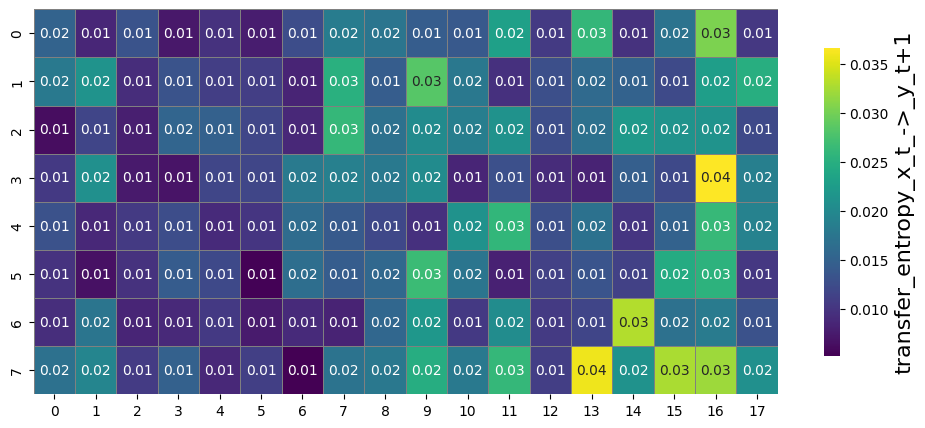 0 0.02 0.01 0.01 0.01 0.01 0.01 0.01 0.02 0.02 0.01 0.01 0.02 0.01 0.03 0.01 0.02 0.03 0.01
1 0.02 0.02 0.01 0.01 0.01 0.01 0.01 0.03 0.01 0.03 0.02 0.01 0.01 0.02 0.01 0.01 0.02 0.02
2 0.01 0.01 0.01 0.02 0.02 0.01 0.01 0.03 0.02 0.02 0.02 0.02 0.01 0.02 0.02 0.02 0.02 0.01
3 0.01 0.02 0.01 0.01 0.01 0.01 0.02 0.02 0.02 0.02 0.01 0.01 0.01 0.01 0.01 0.01 0.04 0.02
4 0.01 0.01 0.01 0.01 0.01 0.01 0.02 0.01 0.01 0.01 0.02 0.03 0.01 0.02 0.01 0.01 0.03 0.02
5 0.01 0.01 0.01 0.01 0.01 0.01 0.02 0.01 0.02 0.03 0.02 0.01 0.01 0.01 0.01 0.02 0.03 0.01
6 0.01 0.02 0.01 0.01 0.01 0.01 0.01 0.01 0.02 0.02 0.01 0.02 0.01 0.01 0.03 0.02 0.02 0.01
7 0.02 0.02 0.01 0.01 0.01 0.01 0.01 0.02 0.02 0.02 0.02 0.03 0.01 0.04 0.02 0.03 0.03 0.02
0 1 2 3 4 5 6 7 8 9 10 11 12 13 14 15 16 17
0.035
0.030
0.025
0.020
0.015
0.010
transfer_entropy_x_t_-> _y_t+1